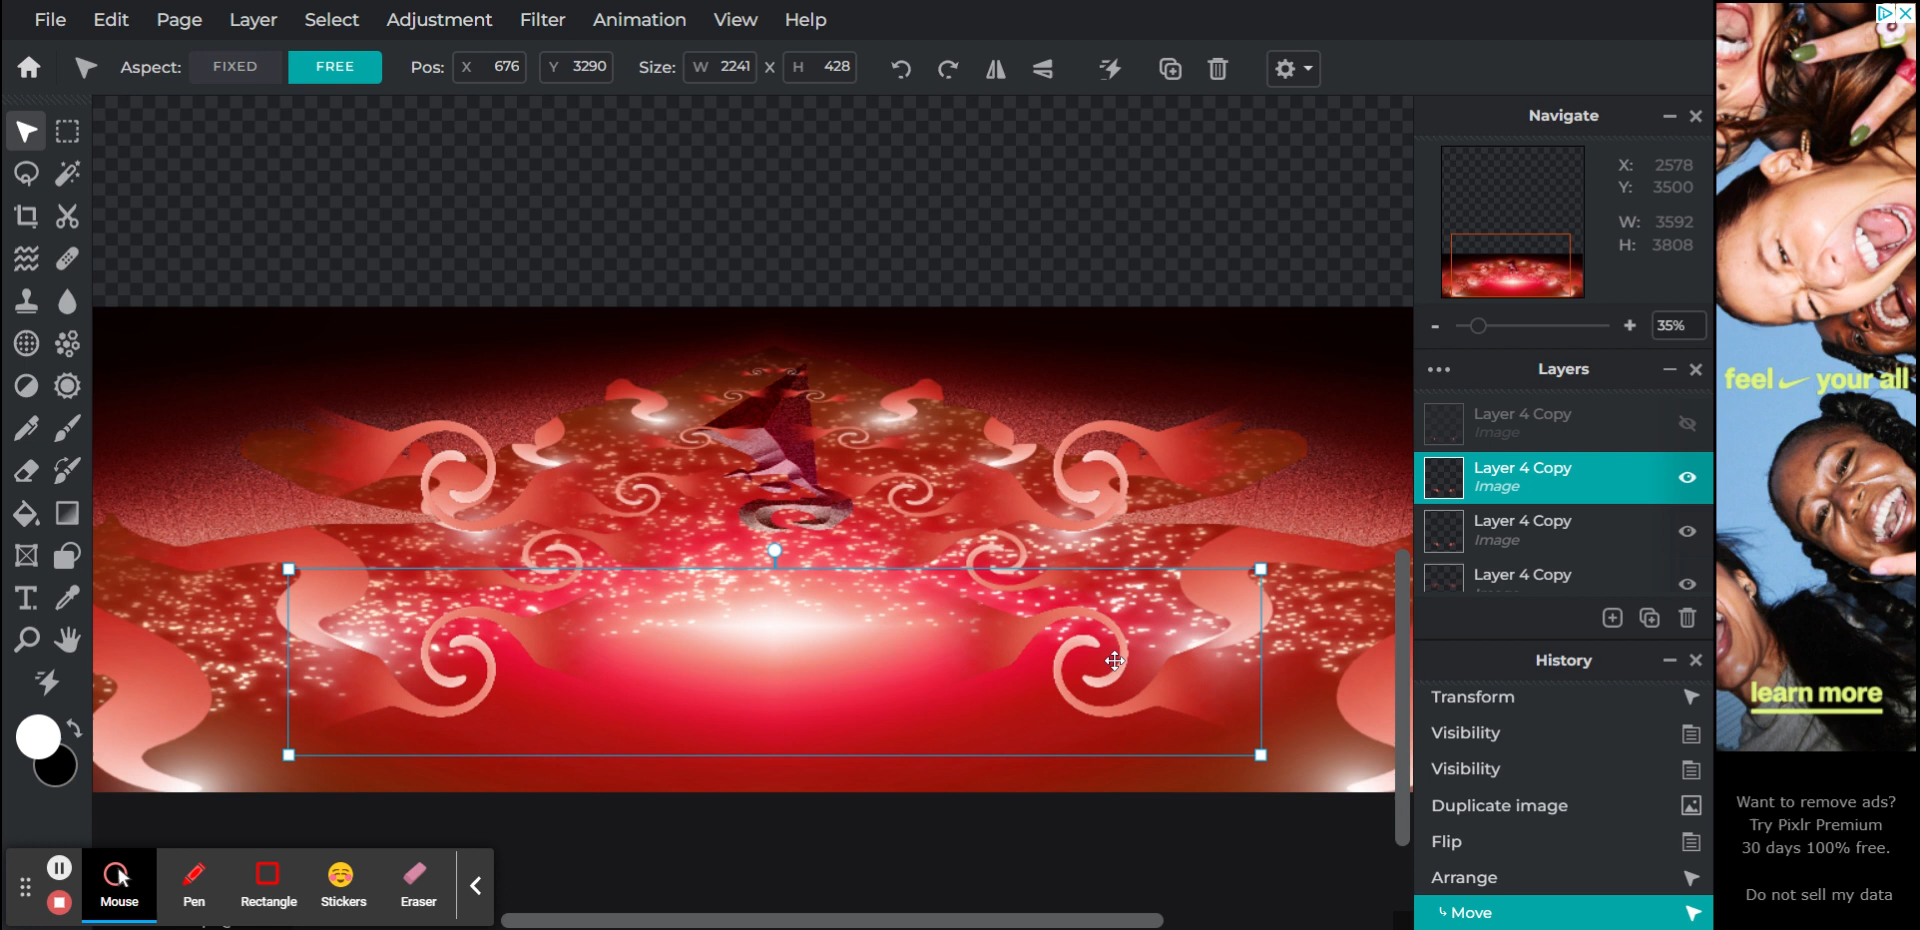 File Edit Page Layer Select Adjustment Filter Animation View Help
Aspect: FIXED FREE Pos: X 676 Y 3290 Size: W 2241 X H 428
Navigate
X: 2578
Y: 3500
W: 3592
H: 3808
- + 35%
Layers
Layer 4 Copy
Image
Layer 4 Copy
Image
Layer 4 Copy
Image
Layer 4 Copy
History
Transform
Visibility
Visibility
Duplicate image
Flip
Arrange
Move
Mouse Pen Rectangle Stickers Eraser
feel your all
learn more
Want to remove ads?
Try Pixlr Premium
30 days 100% free.
Do not sell my data